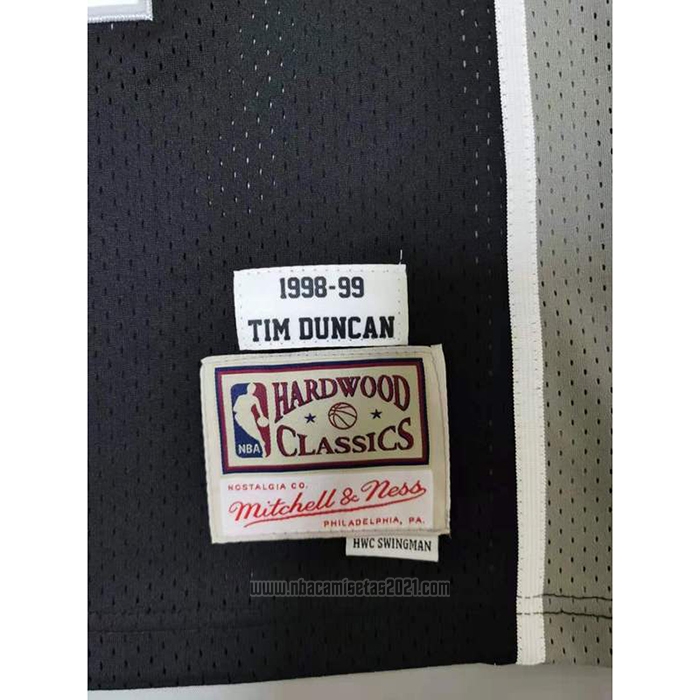 1998-99
TIM DUNCAN
HARDWOOD
CLASSICS
NBA
NOSTALGIA CO.
Mitchell & Ness
PHILADELPHIA, PA.
HWC SWINGMAN
www.nbacamisetas2021.com